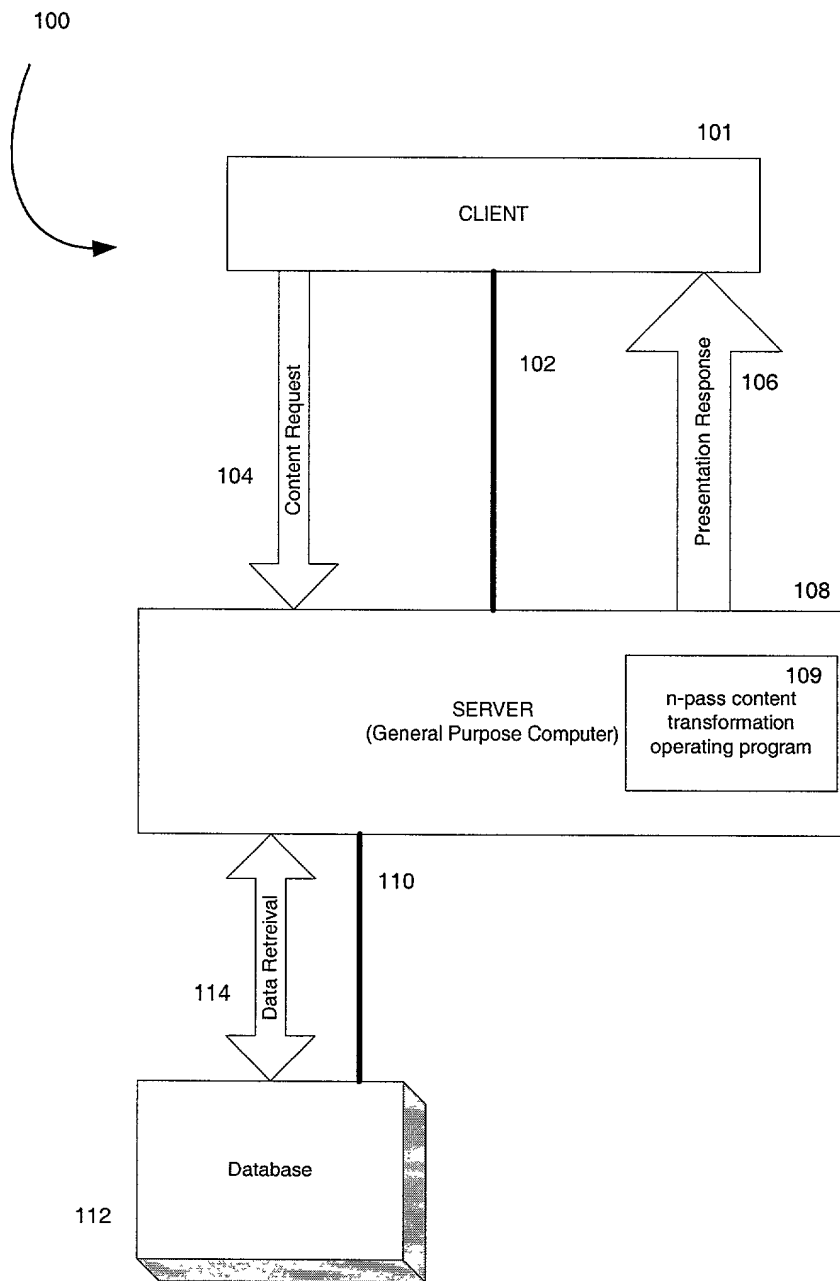 100
101
CLIENT
102
106
Content Request
Presentation Response
104
108
109
n-pass content
transformation
operating program
SERVER
(General Purpose Computer)
110
Data Retreival
114
Database
112